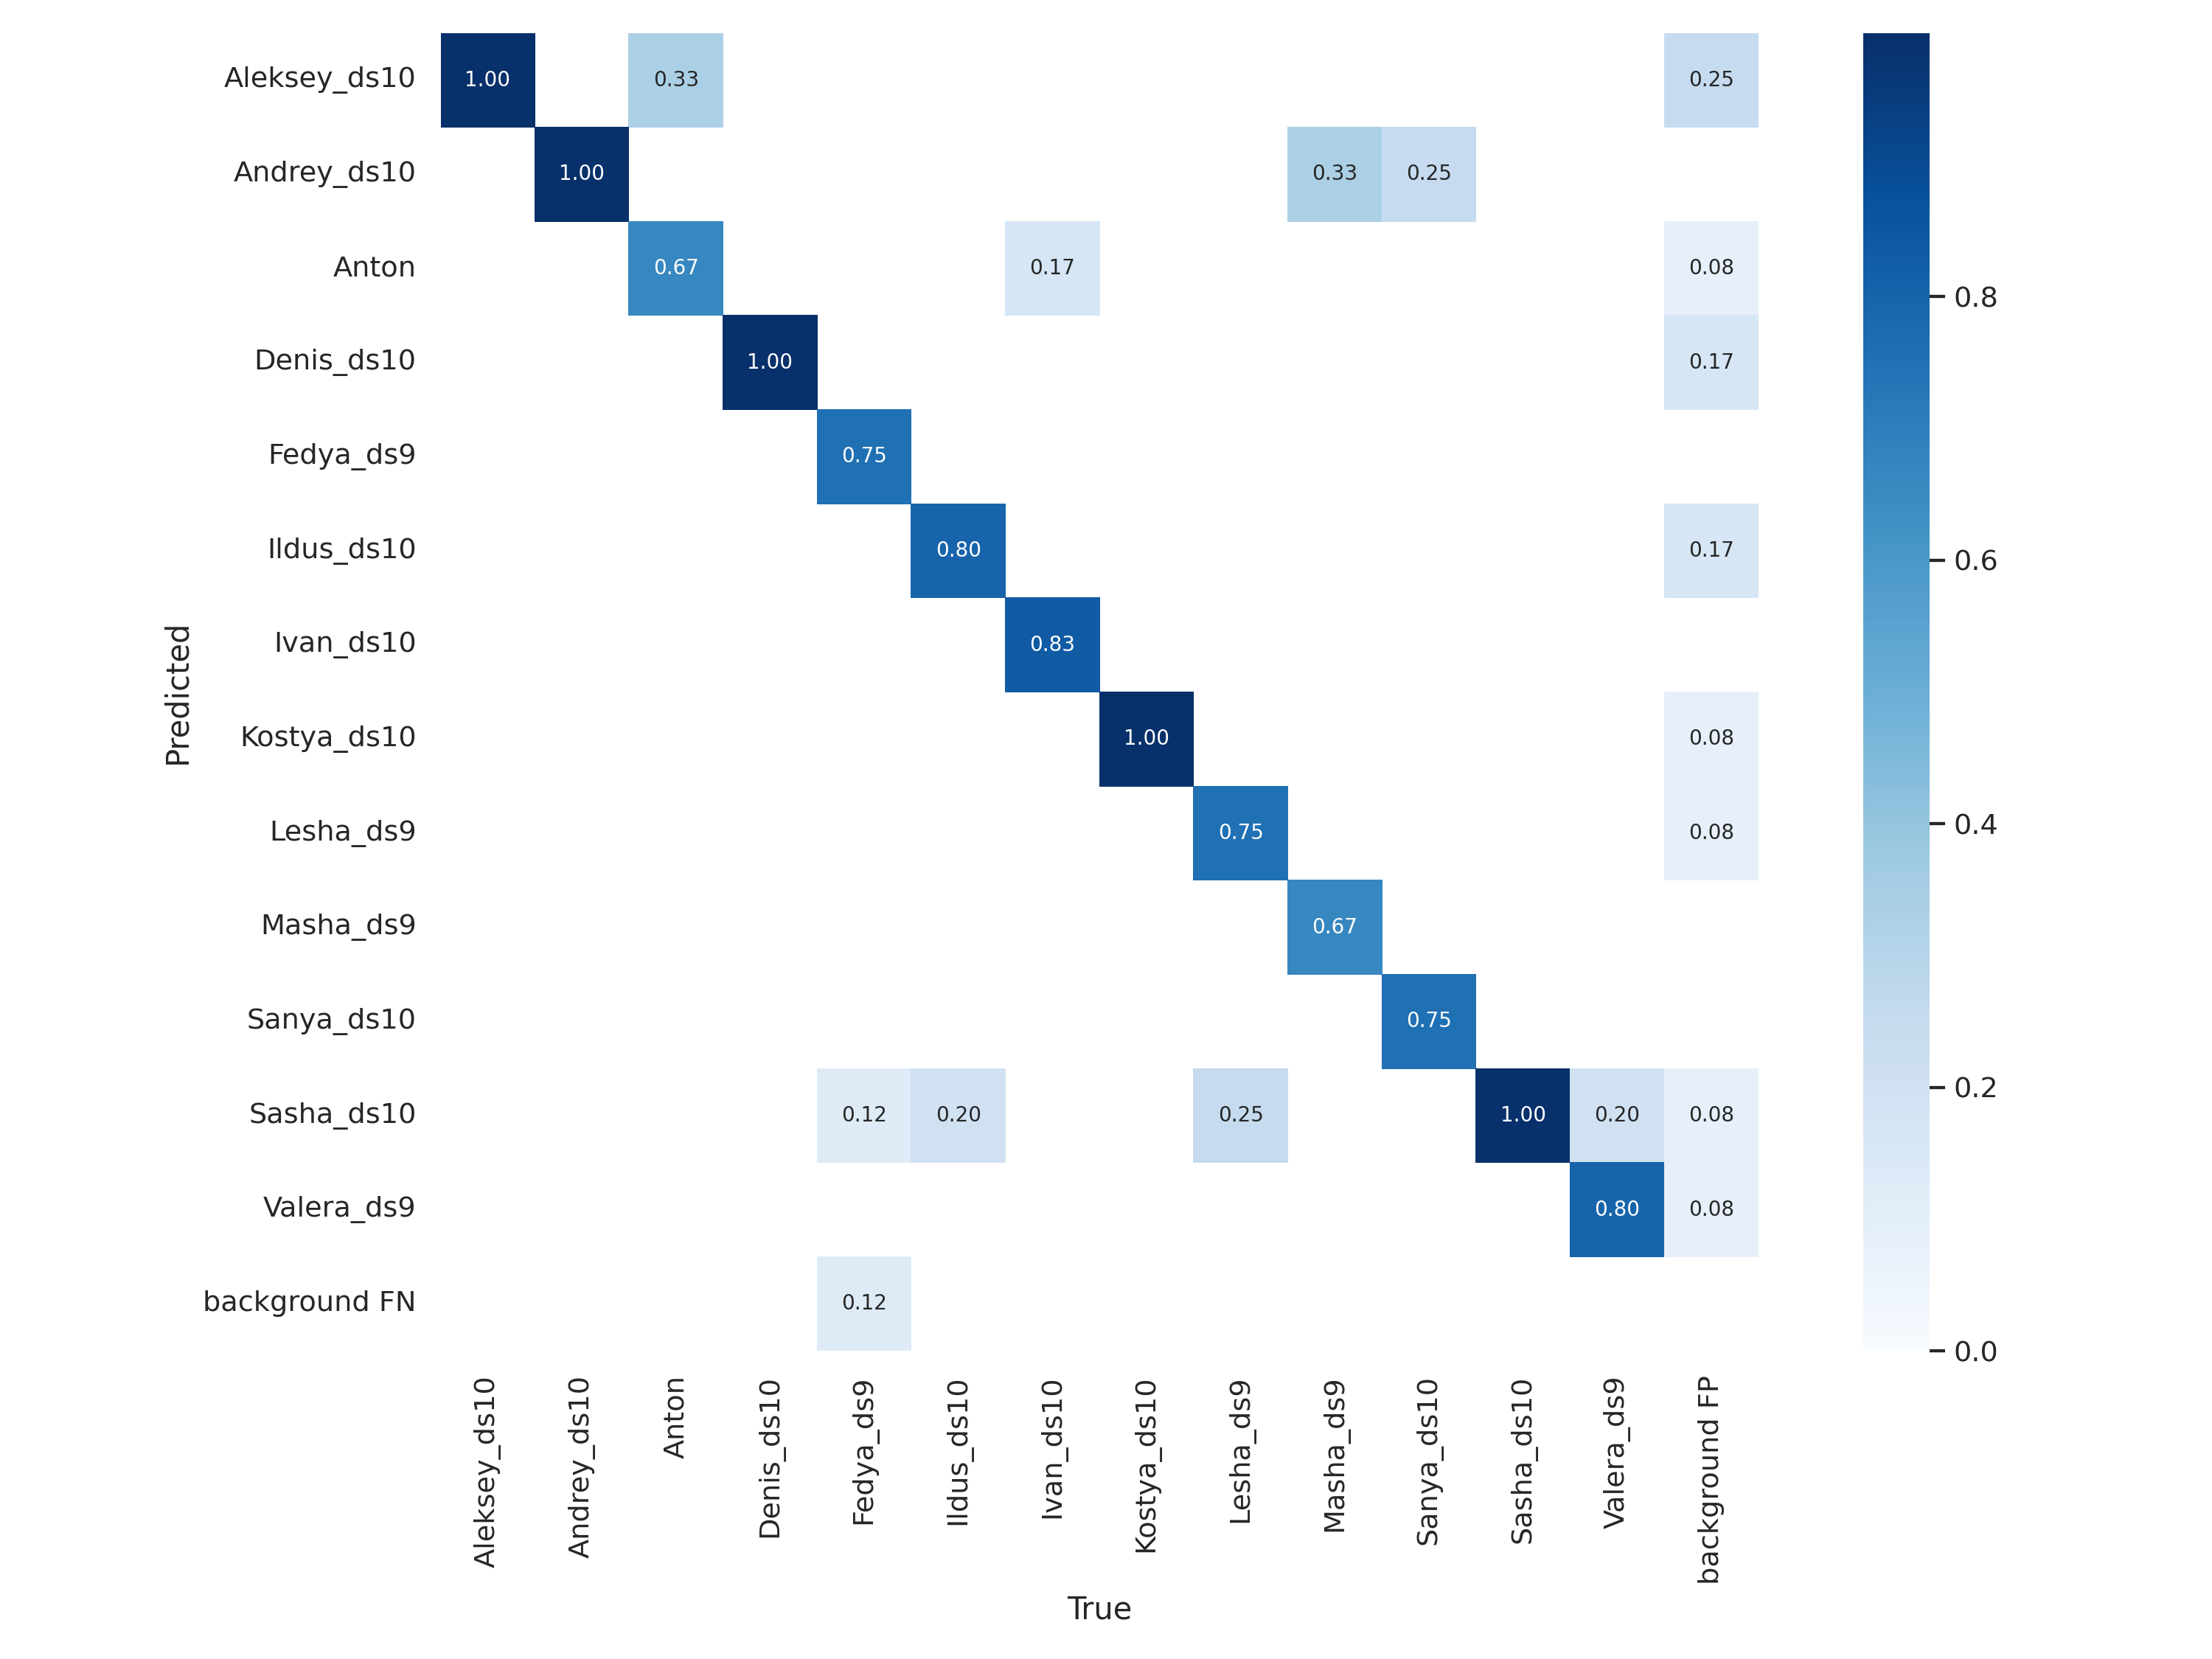 Aleksey_ds10 1.00 0.33 0.25
Andrey_ds10 1.00 0.33 0.25
Anton 0.67 0.17 0.08
Denis_ds10 1.00 0.17
Fedya_ds9 0.75
Ildus_ds10 0.80 0.17
Ivan_ds10 0.83
Kostya_ds10 1.00 0.08
Lesha_ds9 0.75 0.08
Masha_ds9 0.67
Sanya_ds10 0.75
Sasha_ds10 0.12 0.20 0.25 1.00 0.20 0.08
Valera_ds9 0.80 0.08
background FN 0.12
Predicted
Aleksey_ds10
Andrey_ds10
Anton
Denis_ds10
Fedya_ds9
Ildus_ds10
Ivan_ds10
Kostya_ds10
Lesha_ds9
Masha_ds9
Sanya_ds10
Sasha_ds10
Valera_ds9
background FP
True
0.8
0.6
0.4
0.2
0.0